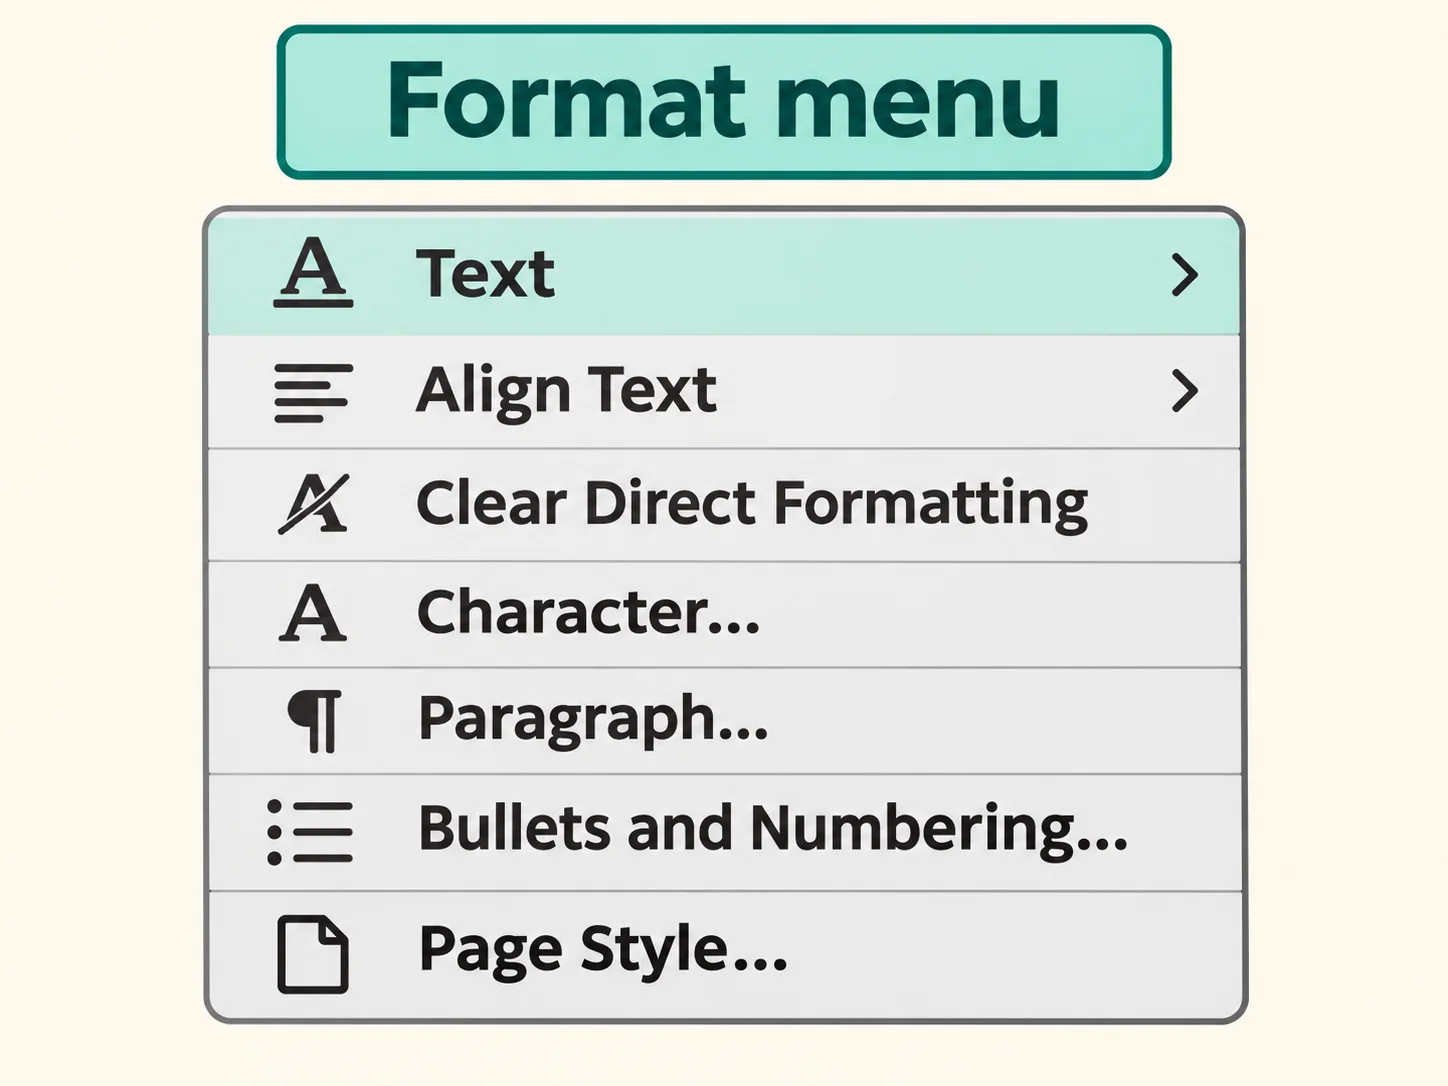 Format menu
Text
Align Text
Clear Direct Formatting
Character...
Paragraph...
Bullets and Numbering...
Page Style...